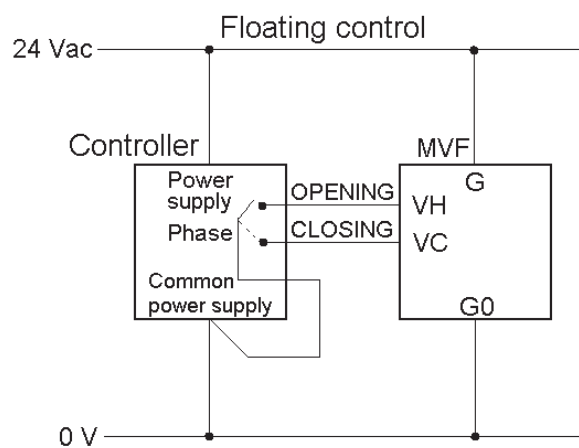 Floating control
24 Vac
Controller
MVF
Power
supply
Phase
Common
power supply
OPENING
CLOSING
G
VH
VC
G0
0 V